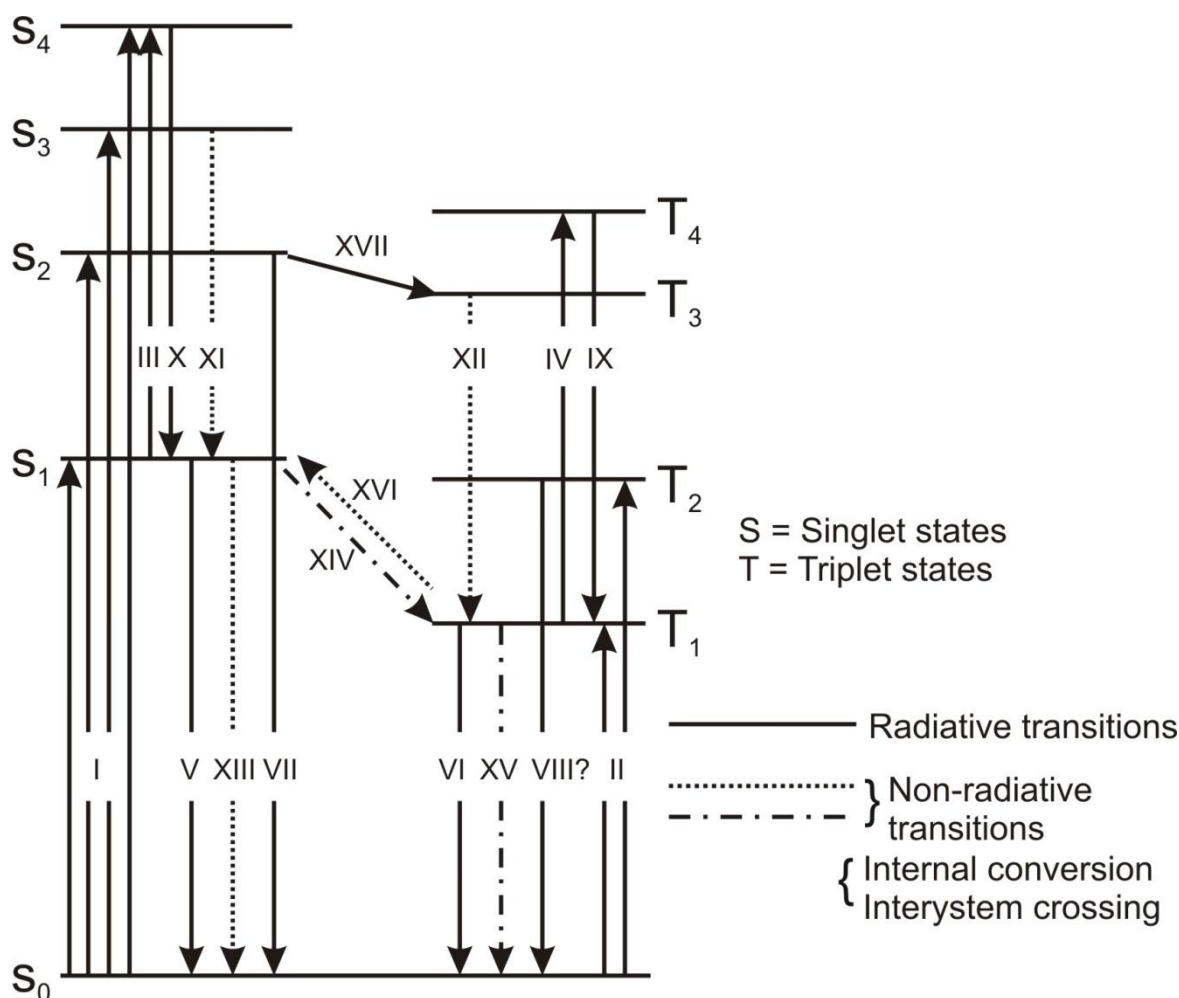 S4
S3
S2
S1
S0
XVII
T4
T3
III X XI
XII IV IX
XVI
XIV
T2
S = Singlet states
T = Triplet states
T1
Radiative transitions
I V XIII VII
VI XV VIII? II
Non-radiative
transitions
Internal conversion
Interystem crossing